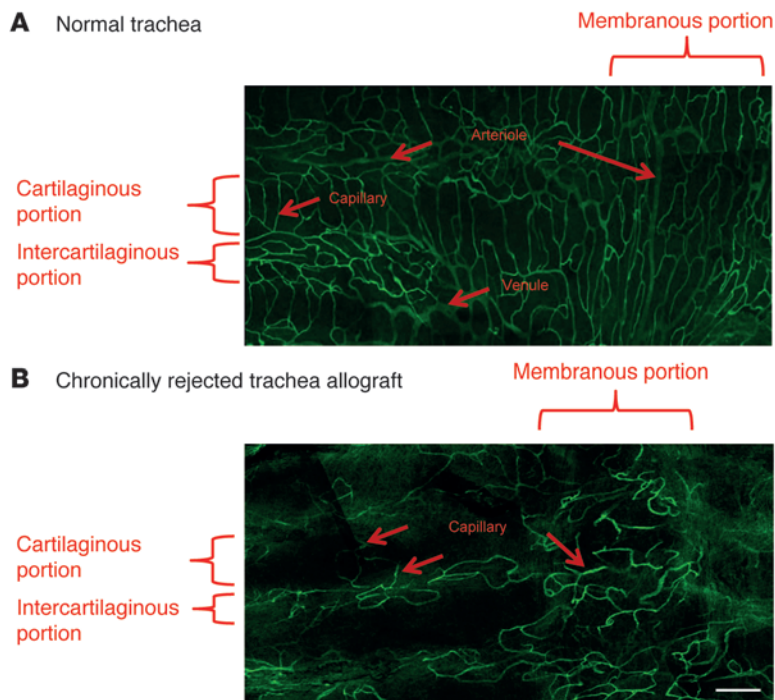 A Normal trachea
Membranous portion
Arteriole
Cartilaginous
portion
Capillary
Intercartilaginous
portion
Venule
B Chronically rejected trachea allograft
Membranous portion
Capillary
Cartilaginous
portion
Intercartilaginous
portion